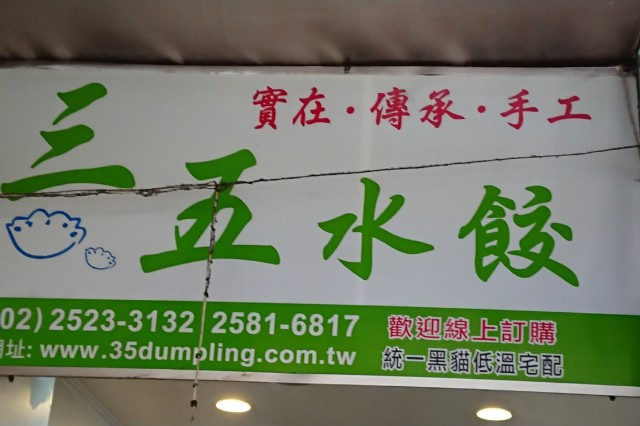 實在・傳承・手工
三五水餃
02) 2523-3132 2581-6817
址: www.35dumpling.com.tw
歡迎線上訂購
統一黑貓低溫宅配